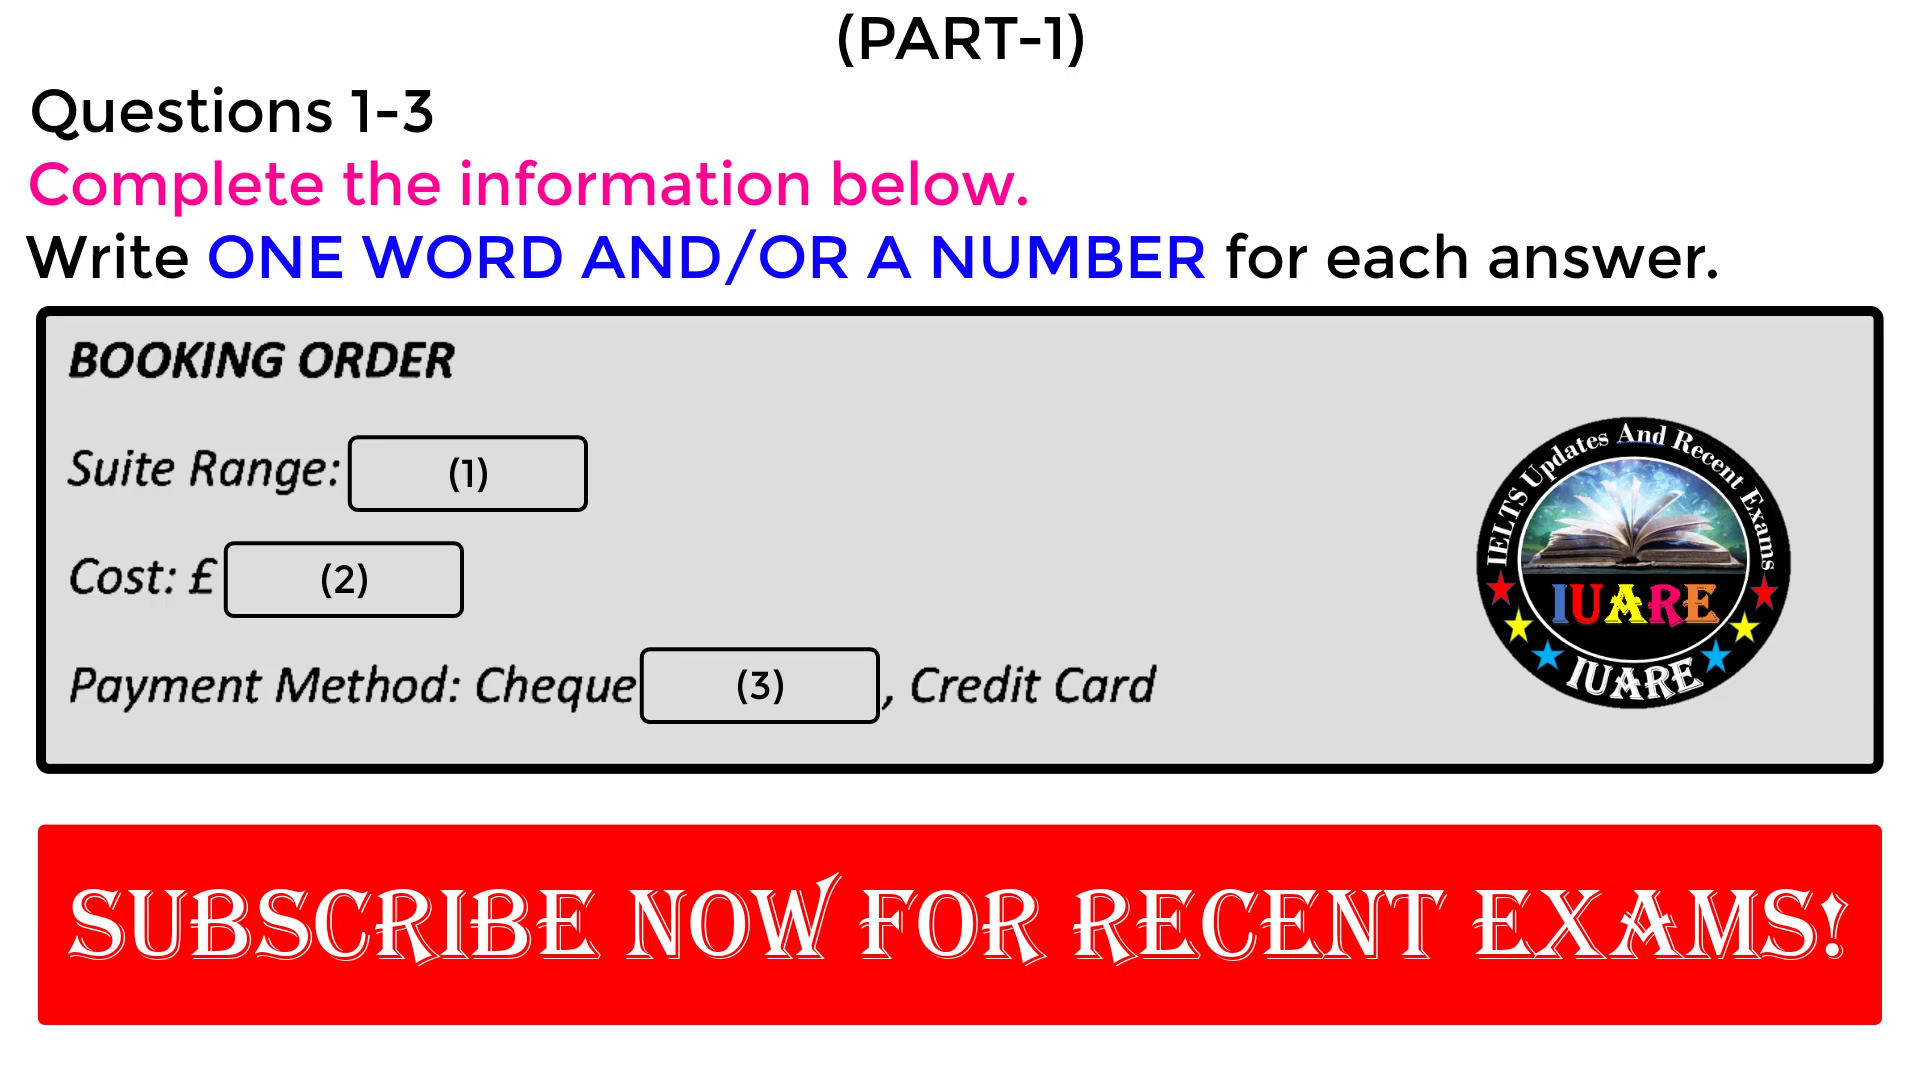 (PART-1)
Questions 1-3
Complete the information below.
Write ONE WORD AND/OR A NUMBER for each answer.
BOOKING ORDER
Suite Range: (1)
Cost: £ (2)
Payment Method: Cheque (3) , Credit Card
IELTS Updates And Recent Exams
IUARE
IUARE
SUBSCRIBE NOW FOR RECENT EXAMS!